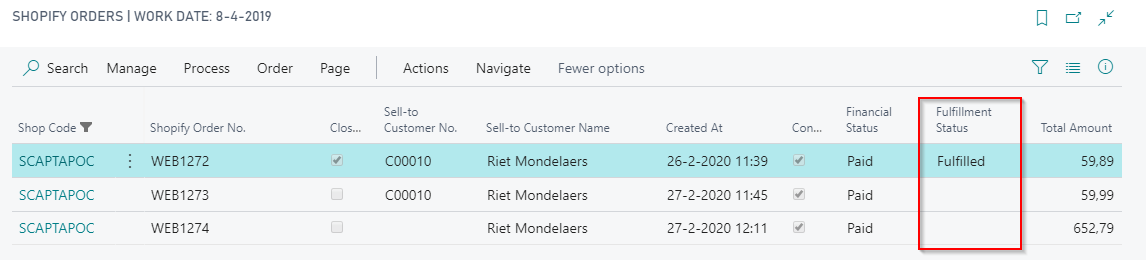 SHOPIFY ORDERS | WORK DATE: 8-4-2019
Search Manage Process Order Page Actions Navigate Fewer options
Shop Code Shopify Order No. Clos... Sell-to Customer No. Sell-to Customer Name Created At Con... Financial Status Fulfillment Status Total Amount
SCAPTAPOC WEB1272 C00010 Riet Mondelaers 26-2-2020 11:39 Paid Fulfilled 59,89
SCAPTAPOC WEB1273 C00010 Riet Mondelaers 27-2-2020 11:45 Paid 59,99
SCAPTAPOC WEB1274 Riet Mondelaers 27-2-2020 12:11 Paid 652,79